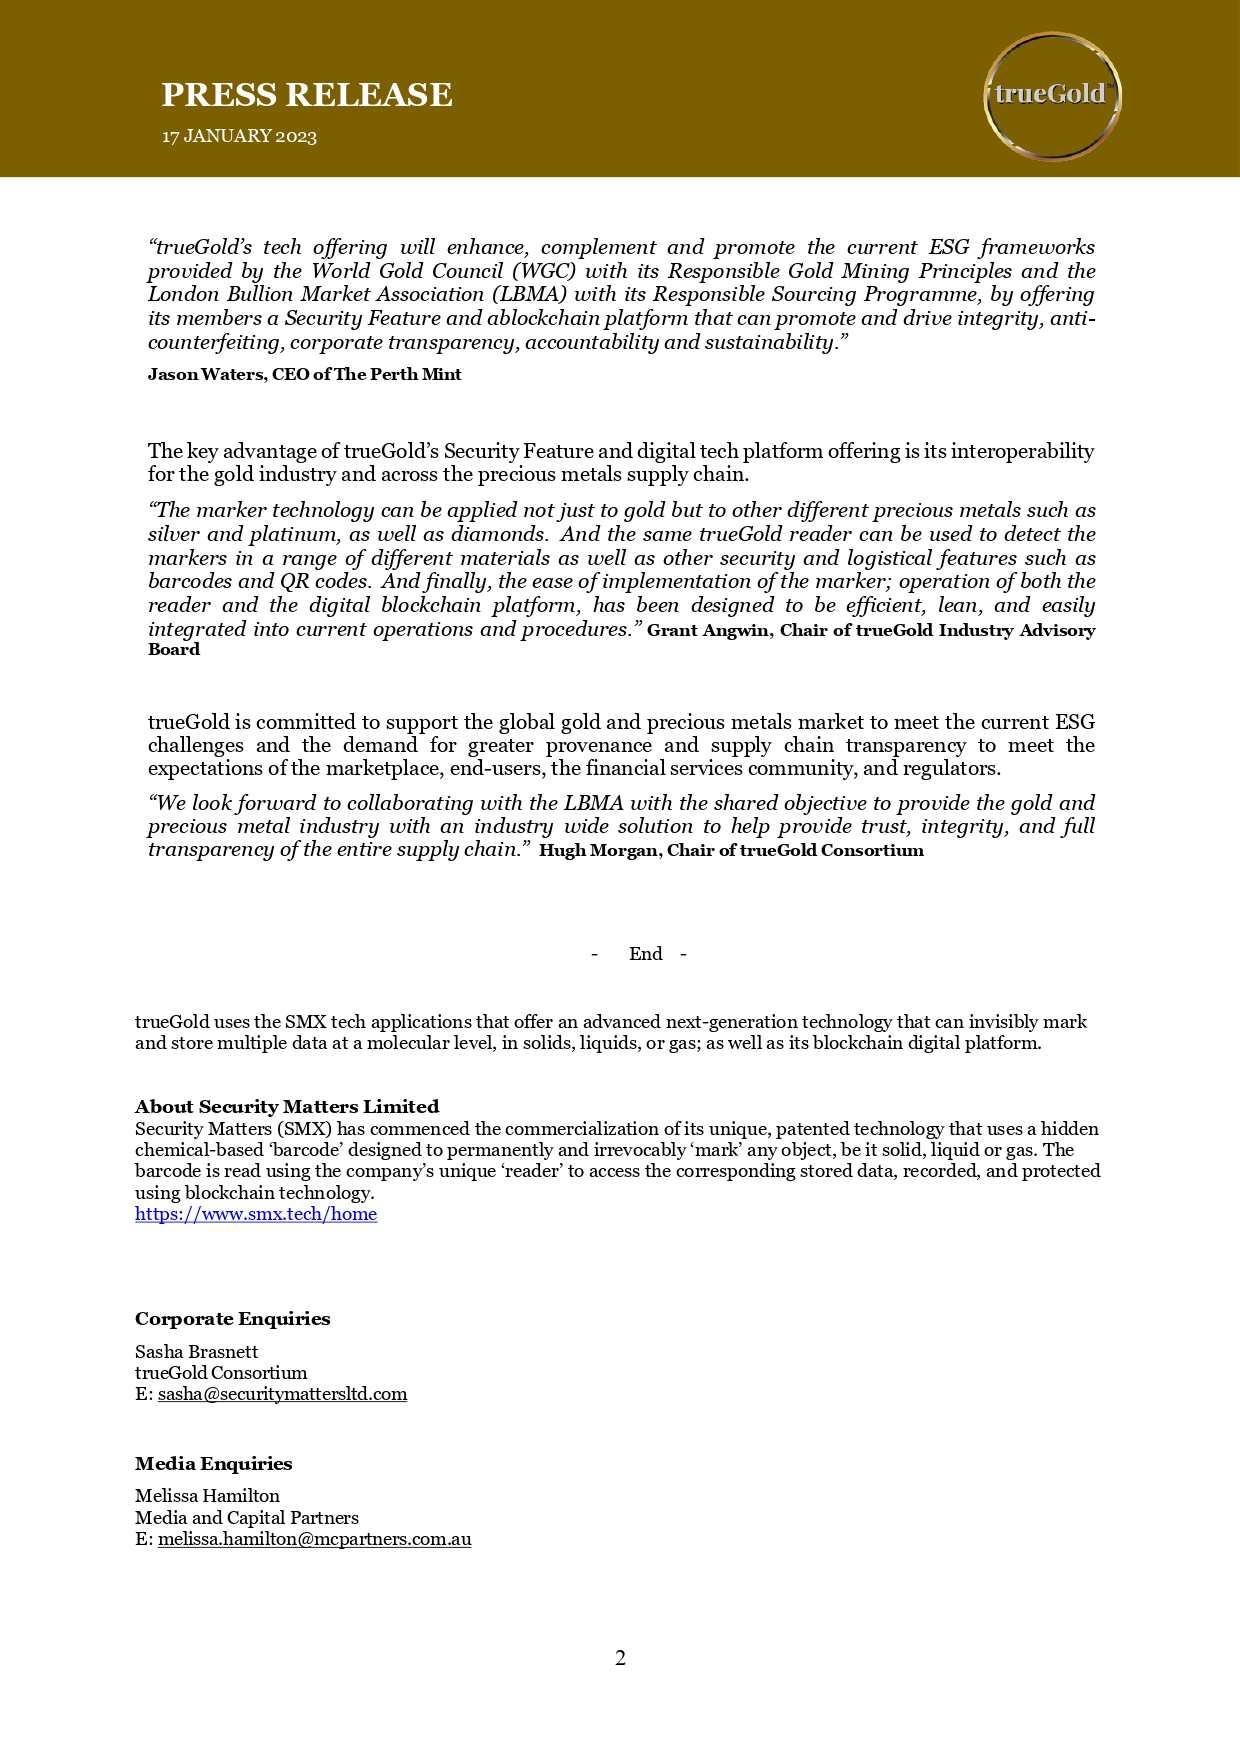 PRESS RELEASE
17 JANUARY 2023
trueGold™
“trueGold’s tech offering will enhance, complement and promote the current ESG frameworks
provided by the World Gold Council (WGC) with its Responsible Gold Mining Principles and the
London Bullion Market Association (LBMA) with its Responsible Sourcing Programme, by offering
its members a Security Feature and ablockchain platform that can promote and drive integrity, anti-
counterfeiting, corporate transparency, accountability and sustainability.”
Jason Waters, CEO of The Perth Mint
The key advantage of trueGold’s Security Feature and digital tech platform offering is its interoperability
for the gold industry and across the precious metals supply chain.
“The marker technology can be applied not just to gold but to other different precious metals such as
silver and platinum, as well as diamonds. And the same trueGold reader can be used to detect the
markers in a range of different materials as well as other security and logistical features such as
barcodes and QR codes. And finally, the ease of implementation of the marker; operation of both the
reader and the digital blockchain platform, has been designed to be efficient, lean, and easily
integrated into current operations and procedures.” Grant Angwin, Chair of trueGold Industry Advisory
Board
trueGold is committed to support the global gold and precious metals market to meet the current ESG
challenges and the demand for greater provenance and supply chain transparency to meet the
expectations of the marketplace, end-users, the financial services community, and regulators.
“We look forward to collaborating with the LBMA with the shared objective to provide the gold and
precious metal industry with an industry wide solution to help provide trust, integrity, and full
transparency of the entire supply chain.” Hugh Morgan, Chair of trueGold Consortium
- End -
trueGold uses the SMX tech applications that offer an advanced next-generation technology that can invisibly mark
and store multiple data at a molecular level, in solids, liquids, or gas; as well as its blockchain digital platform.
About Security Matters Limited
Security Matters (SMX) has commenced the commercialization of its unique, patented technology that uses a hidden
chemical-based ‘barcode’ designed to permanently and irrevocably ‘mark’ any object, be it solid, liquid or gas. The
barcode is read using the company’s unique ‘reader’ to access the corresponding stored data, recorded, and protected
using blockchain technology.
https://www.smx.tech/home
Corporate Enquiries
Sasha Brasnett
trueGold Consortium
E: sasha@securitymattersltd.com
Media Enquiries
Melissa Hamilton
Media and Capital Partners
E: melissa.hamilton@mcpartners.com.au
2